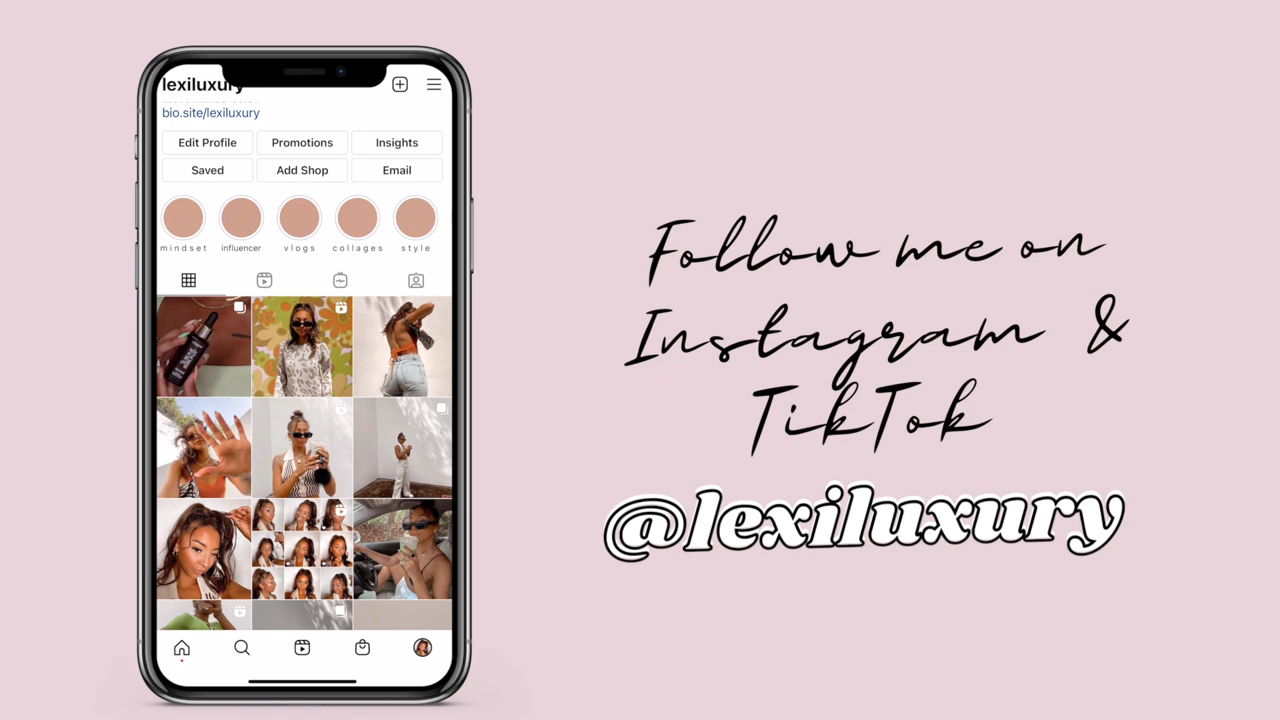 lexiluxury
bio.site/lexiluxury
Edit Profile
Promotions
Insights
Saved
Add Shop
Email
mindset
influencer
vlogs
collages
style
Follow me on
Instagram &
TikTok
@lexiluxury